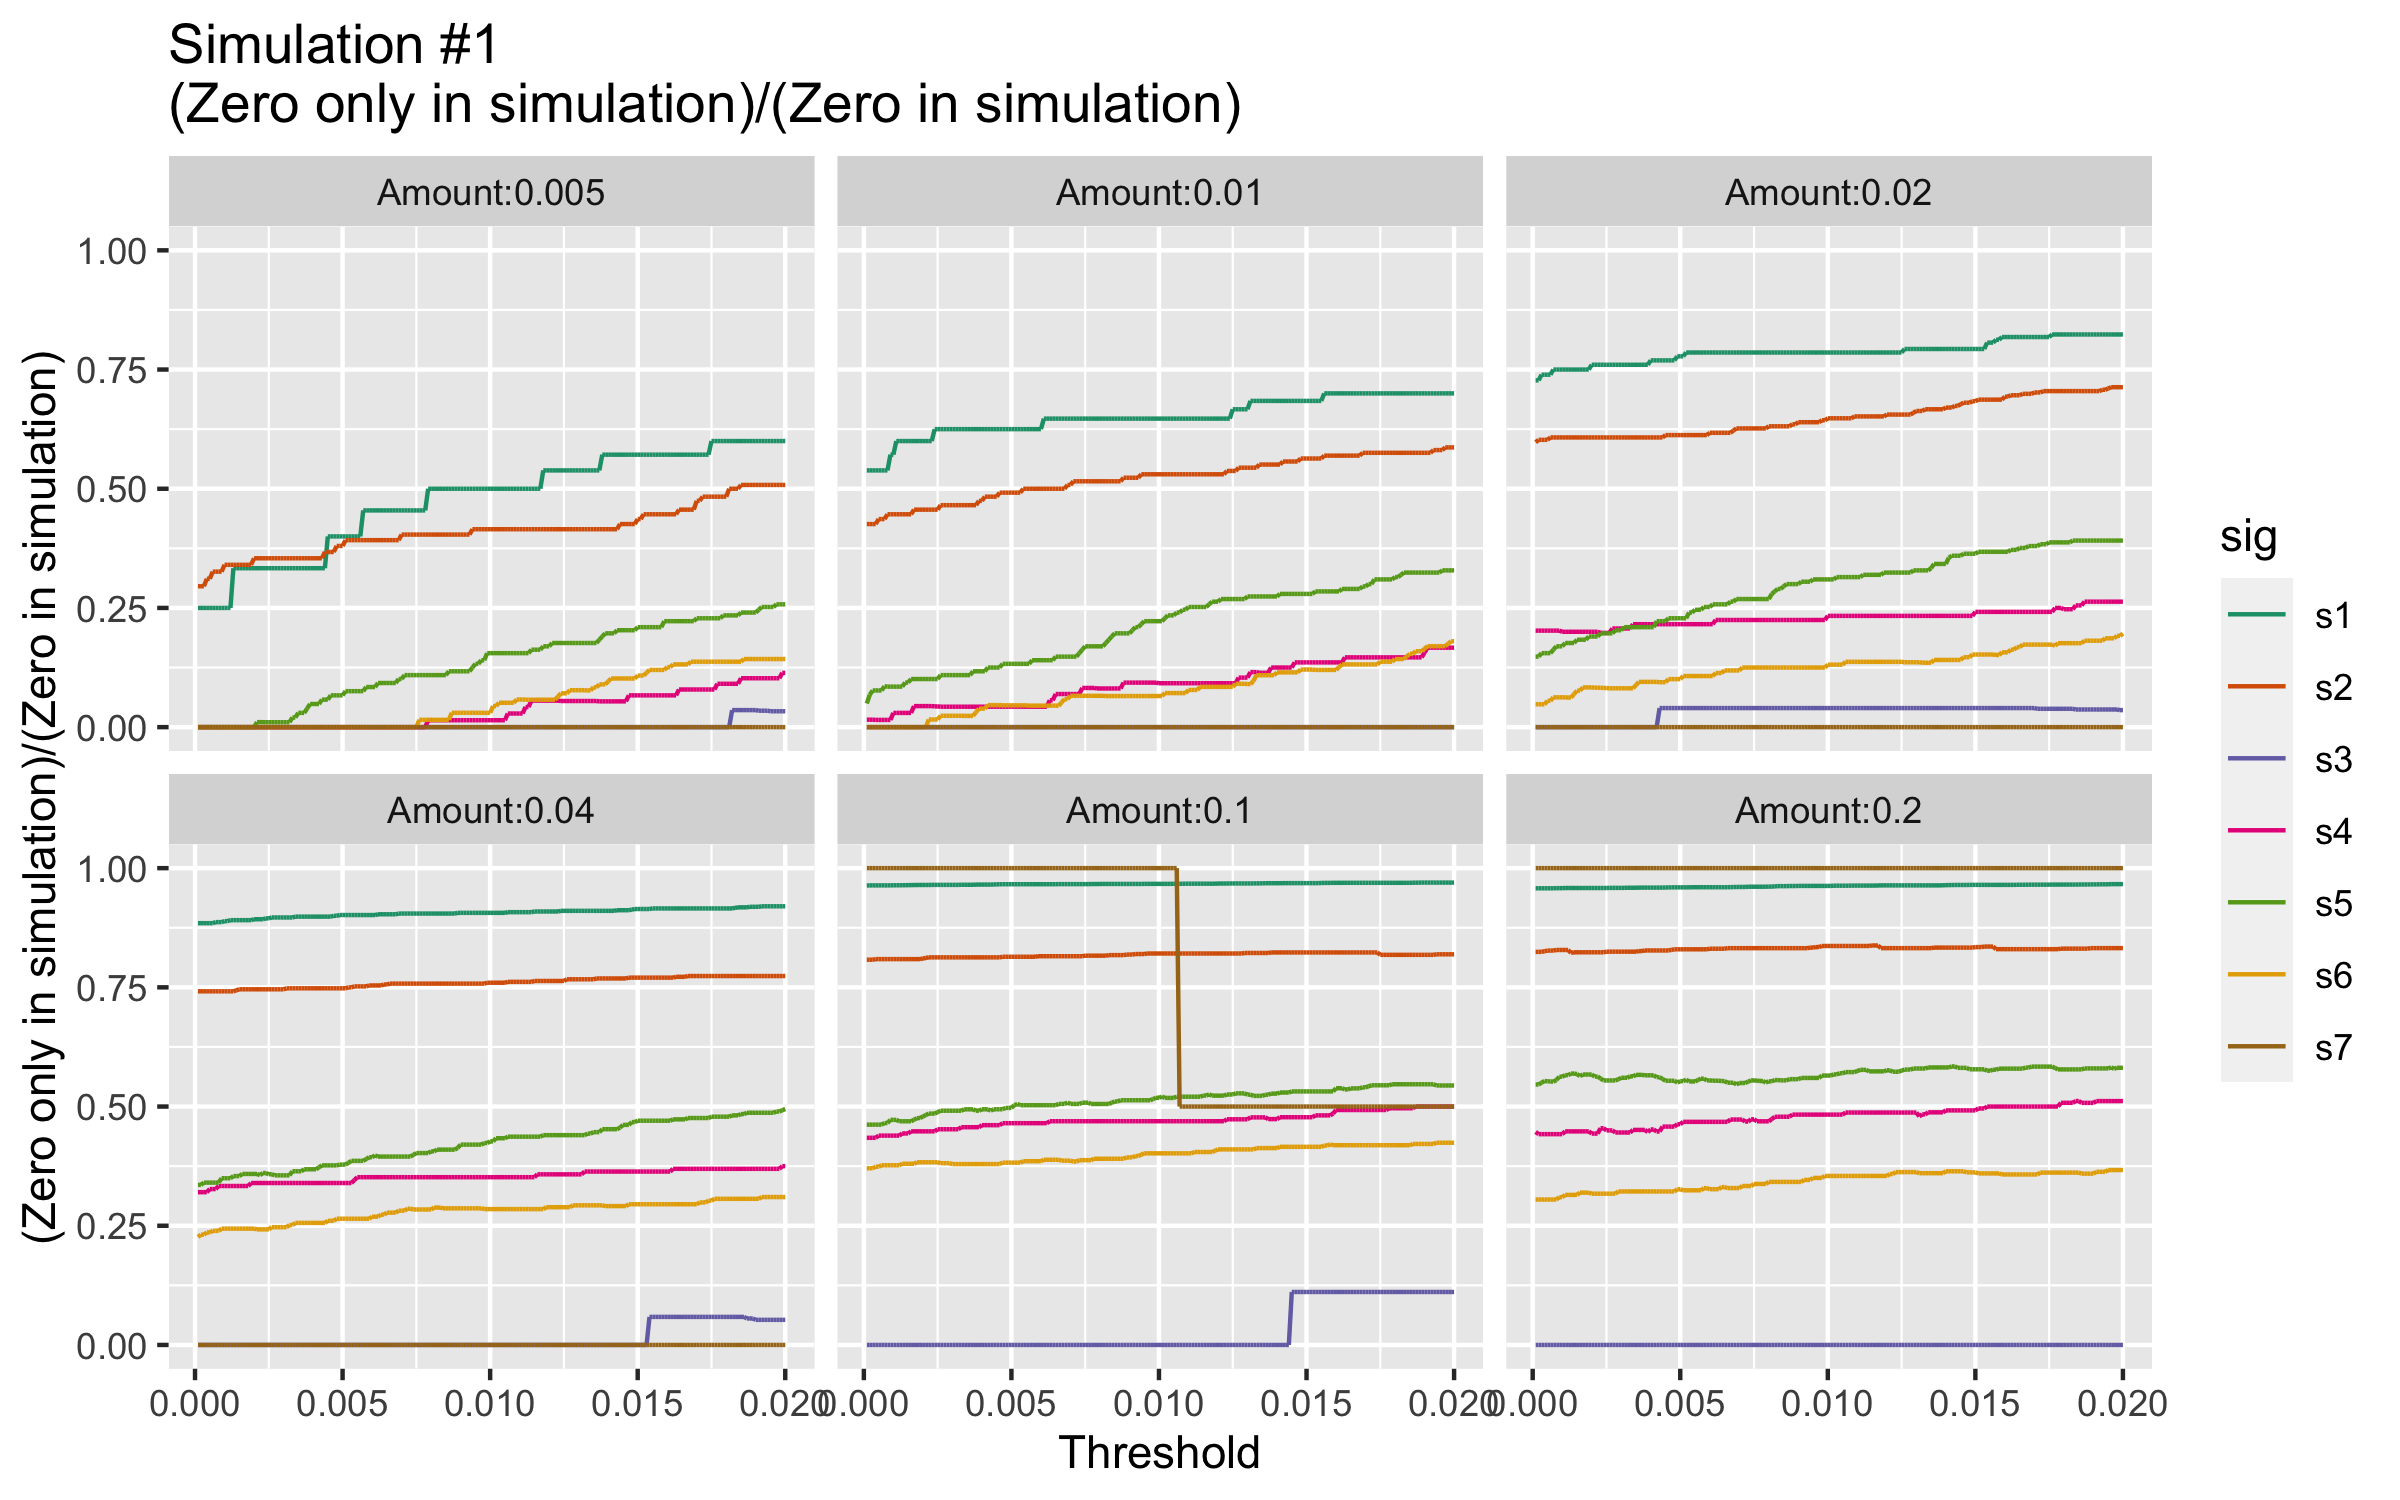 Simulation #1
(Zero only in simulation)/(Zero in simulation)
Amount:0.005
Amount:0.01
Amount:0.02
1.00
0.75
0.50
0.25
0.00
Amount:0.04
Amount:0.1
Amount:0.2
1.00
0.75
0.50
0.25
0.00
0.000 0.005 0.010 0.015 0.020
0.000 0.005 0.010 0.015 0.020
0.000 0.005 0.010 0.015 0.020
Threshold
(Zero only in simulation)/(Zero in simulation)
sig
s1
s2
s3
s4
s5
s6
s7